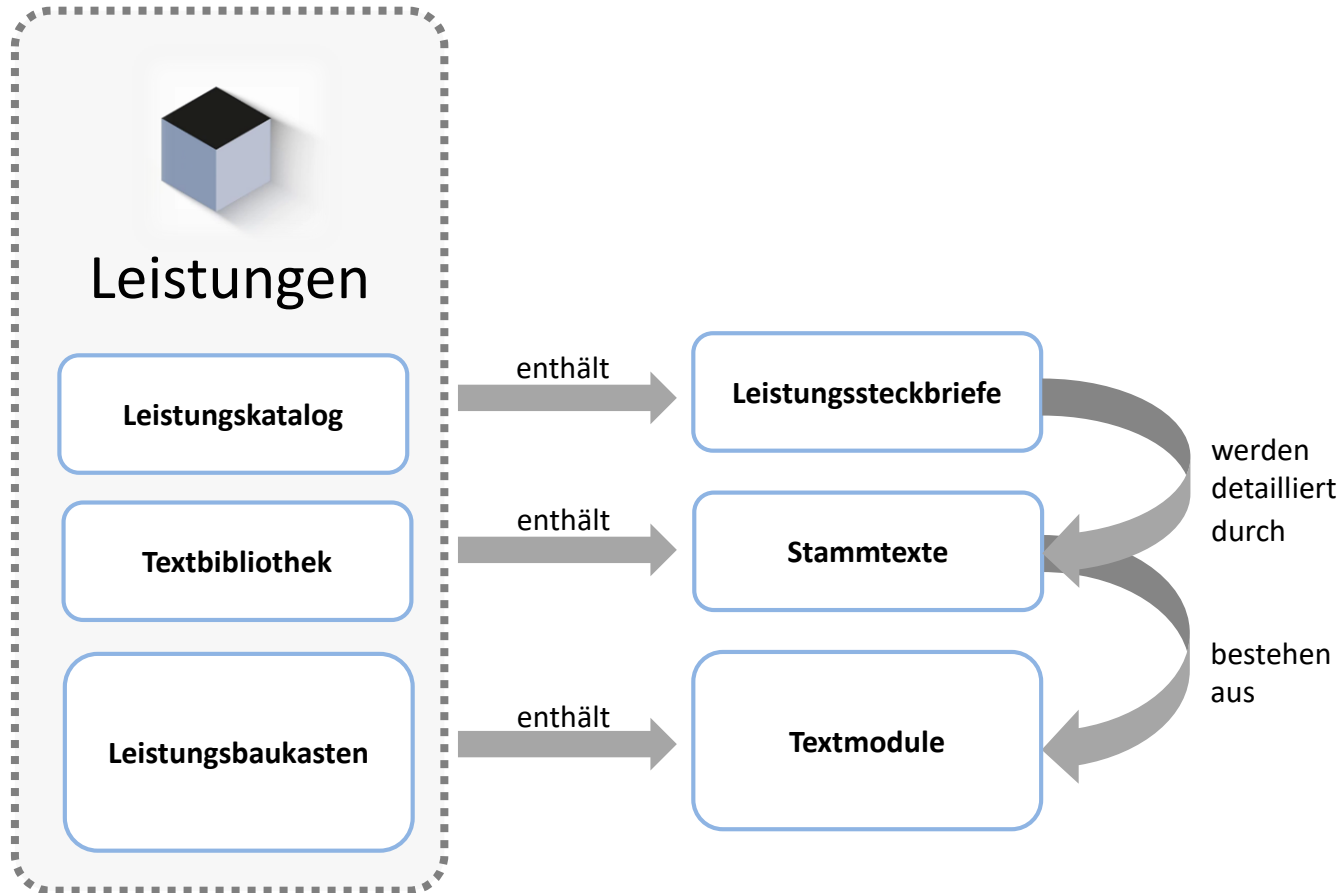 Leistungen
Leistungskatalog
enthält
Leistungssteckbriefe
werden
detailliert
durch
Textbibliothek
enthält
Stammtexte
bestehen
aus
Leistungsbaukasten
enthält
Textmodule